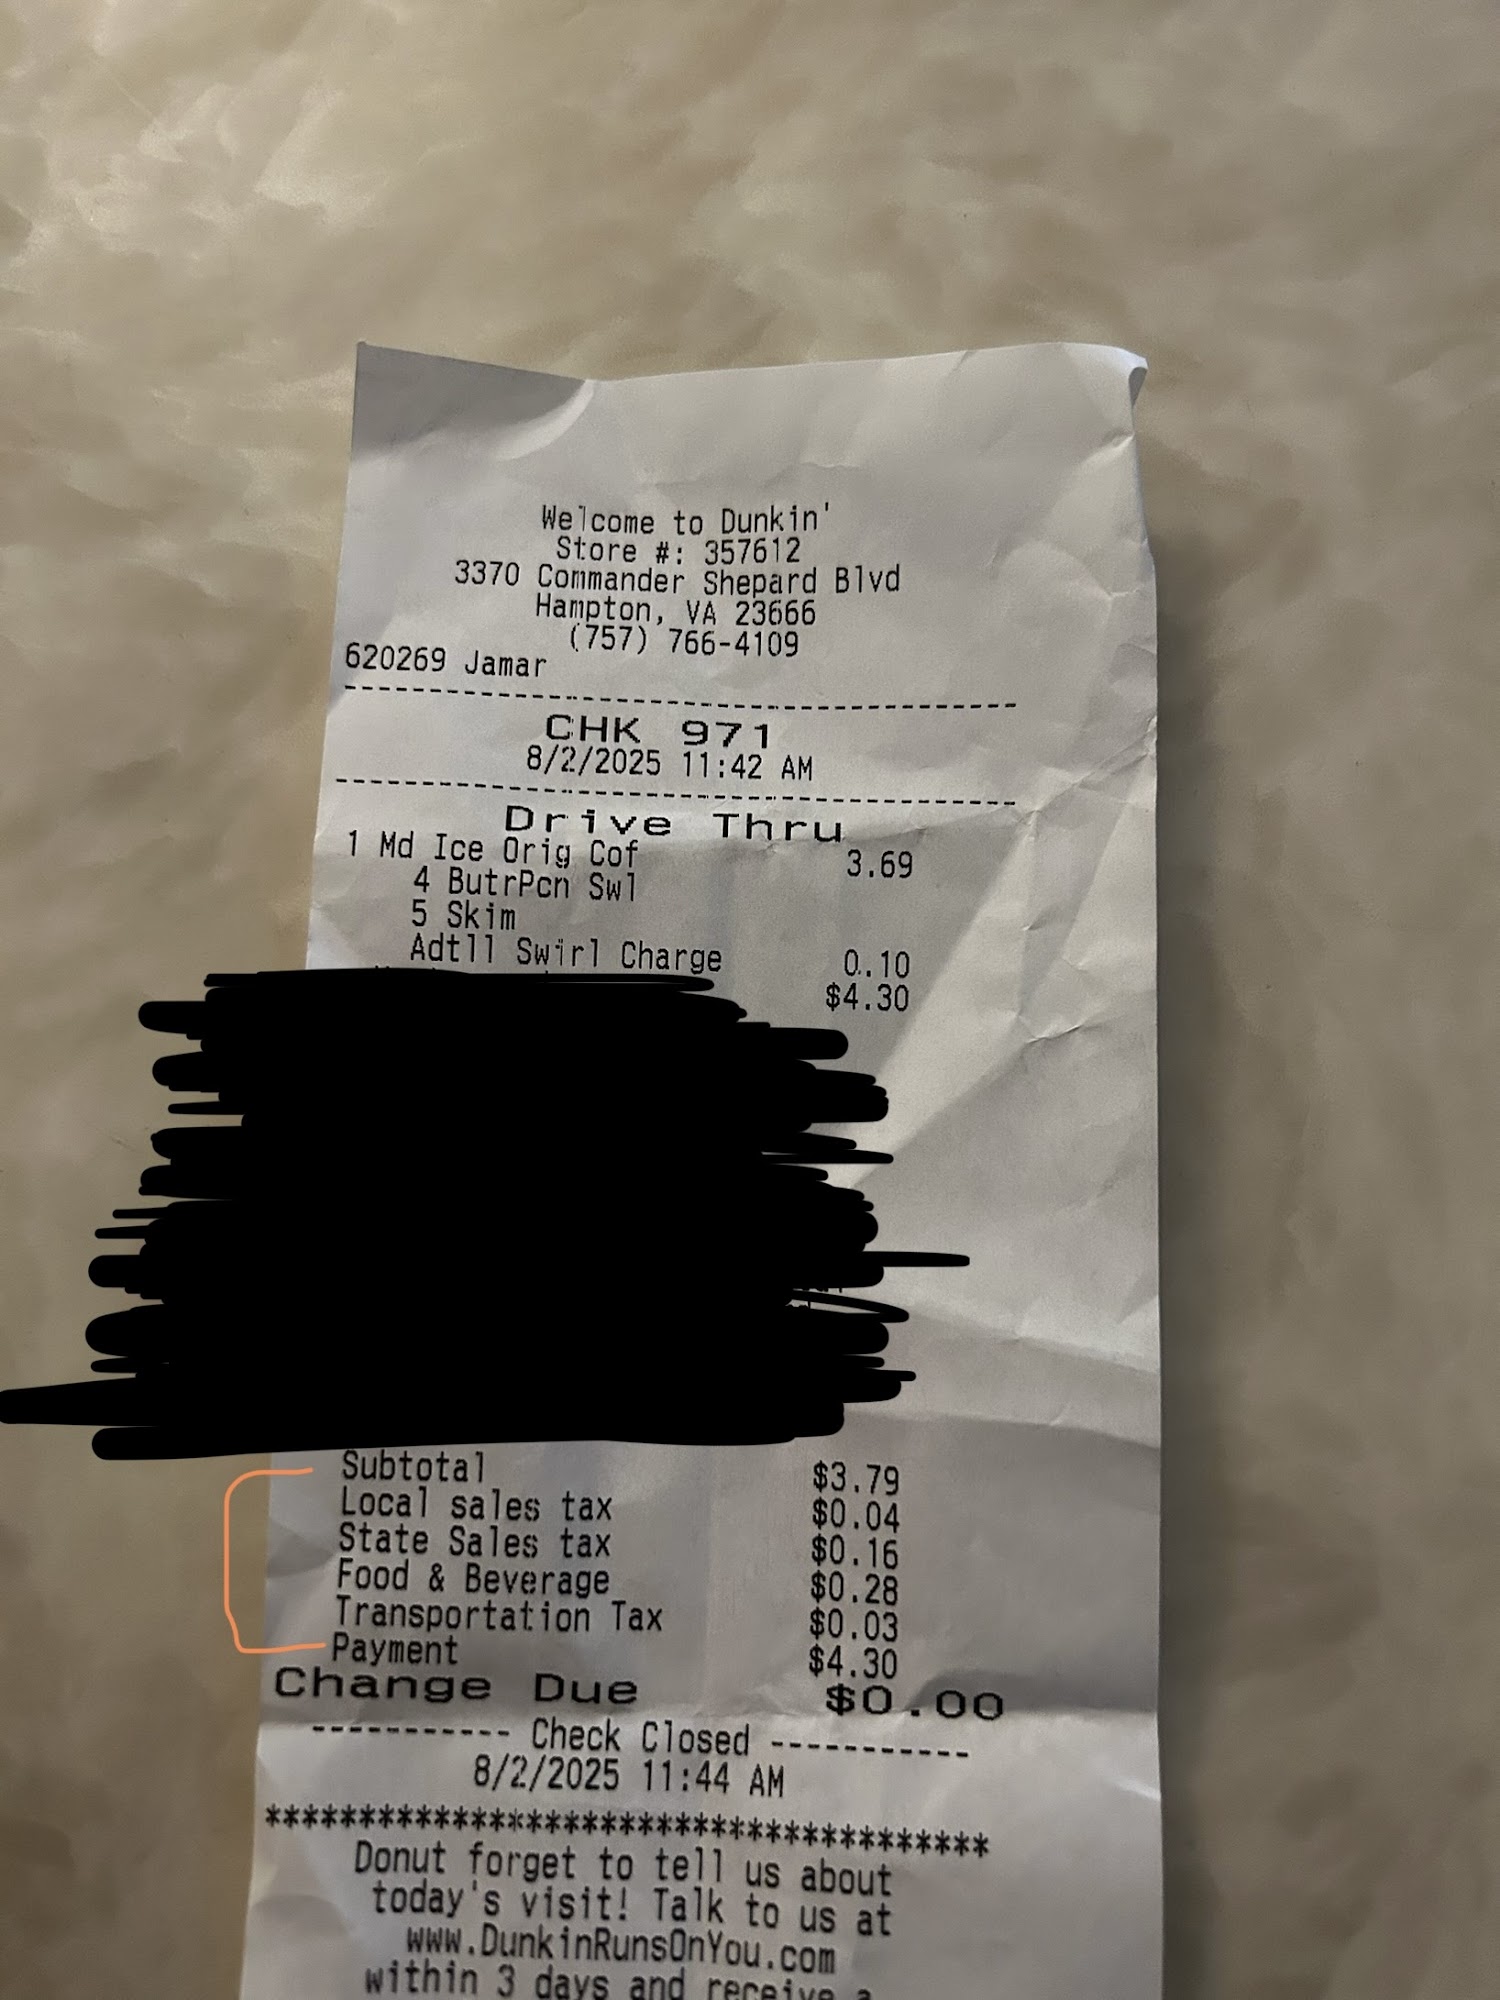 Welcome to Dunkin'
Store #: 357612
3370 Commander Shepard Blvd
Hampton, VA 23666
(757) 766-4109
620269 Jamar
CHK 971
8/2/2025 11:42 AM
Drive Thru
1 Md Ice Orig Cof 3.69
4 ButrPcn Swl
5 Skim
Adtll Swirl Charge 0.10
$4.30
Subtotal $3.79
Local sales tax $0.04
State Sales tax $0.16
Food & Beverage $0.28
Transportation Tax $0.03
Payment $4.30
Change Due $0.00
----------- Check Closed -----------
8/2/2025 11:44 AM
***************************************
Donut forget to tell us about
today's visit! Talk to us at
www.DunkinRunsOnYou.com
within 3 days and receive a